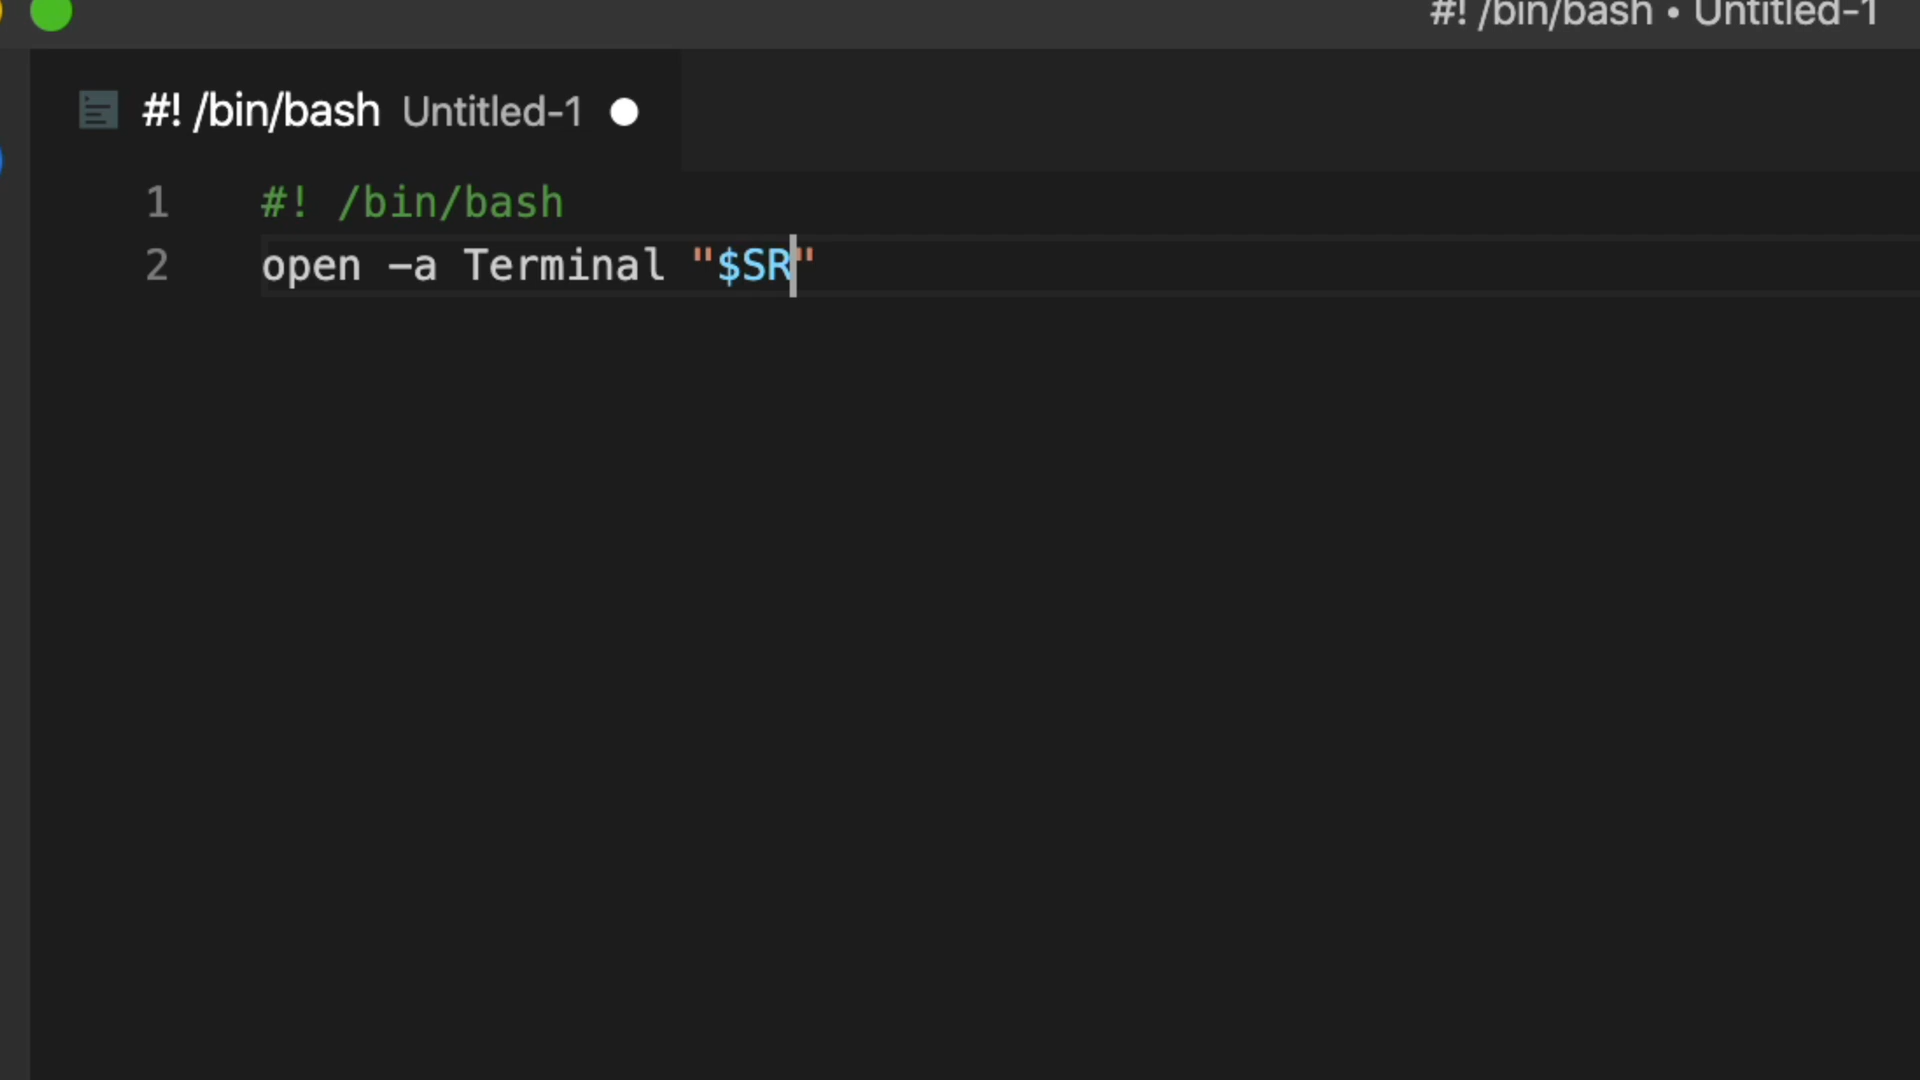 #! /bin/bash • Untitled-1
#! /bin/bash Untitled-1
1 #! /bin/bash
2 open -a Terminal "$SR"